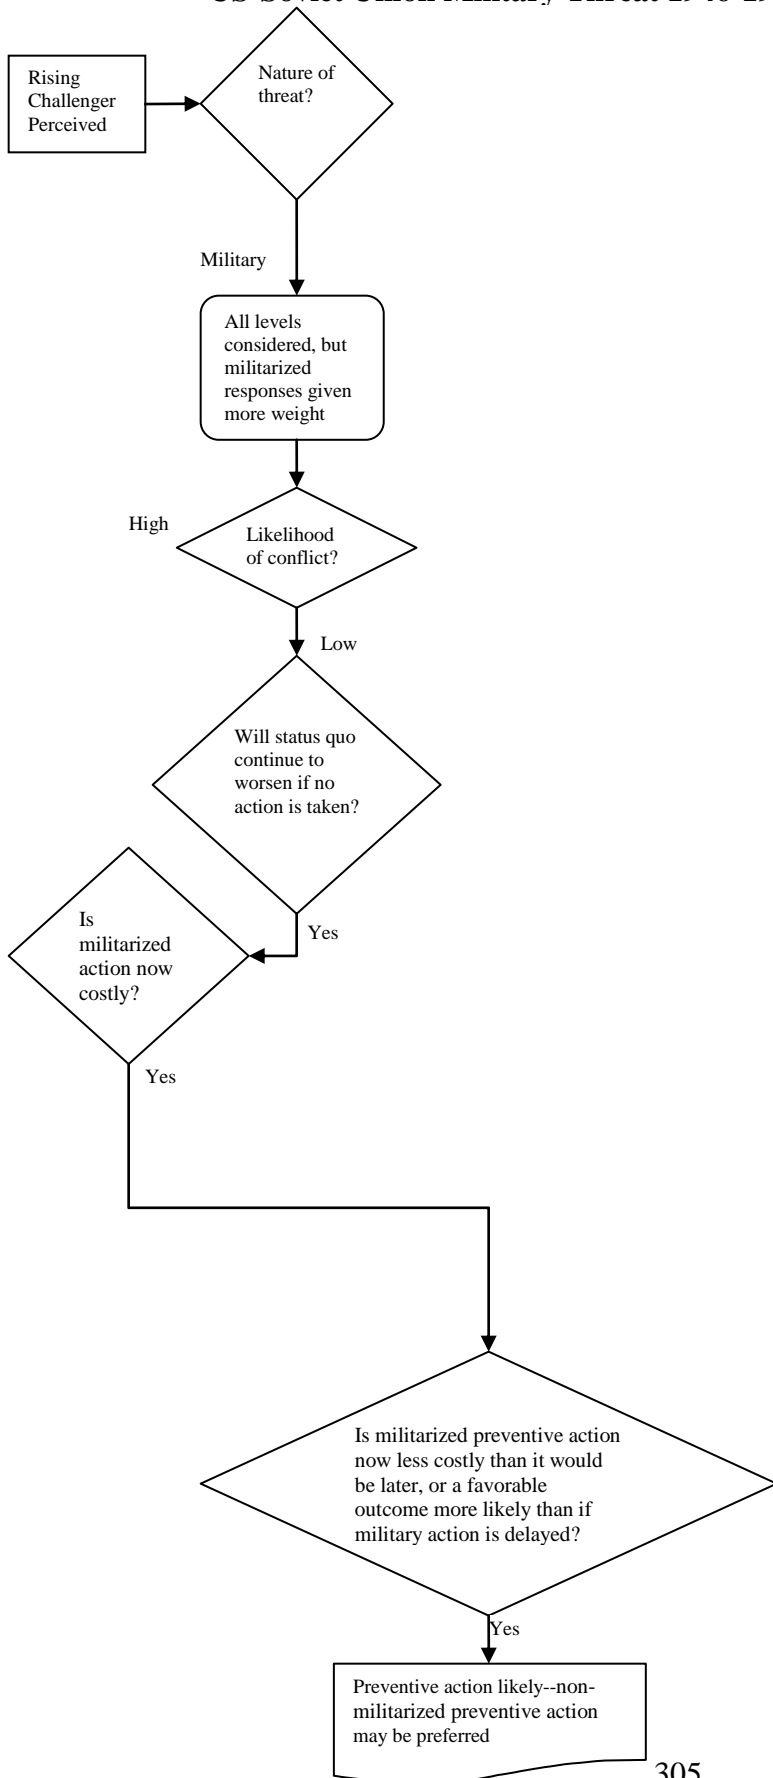 Rising
Challenger
Perceived
Nature of
threat?
Military
All levels
considered, but
militarized
responses given
more weight
High
Likelihood
of conflict?
Low
Will status quo
continue to
worsen if no
action is taken?
Yes
Is
militarized
action now
costly?
Yes
Is militarized preventive action
now less costly than it would
be later, or a favorable
outcome more likely than if
military action is delayed?
Yes
Preventive action likely--non-
militarized preventive action
may be preferred
305